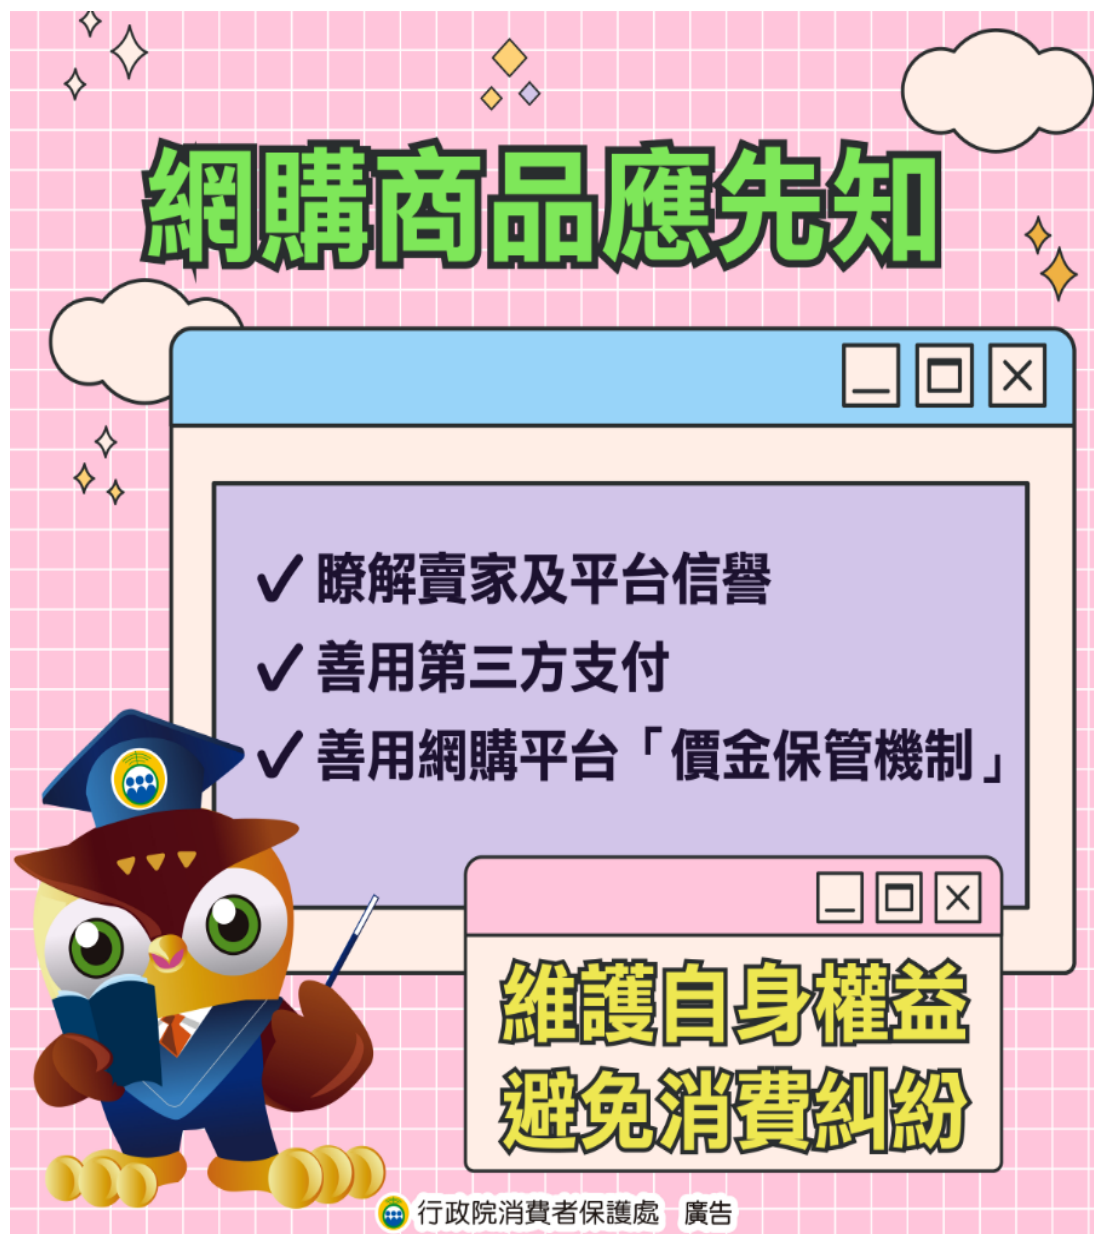 網購商品應先知
✓ 瞭解賣家及平台信譽
✓ 善用第三方支付
✓ 善用網購平台「價金保管機制」
維護自身權益
避免消費糾紛
行政院消費者保護處 廣告